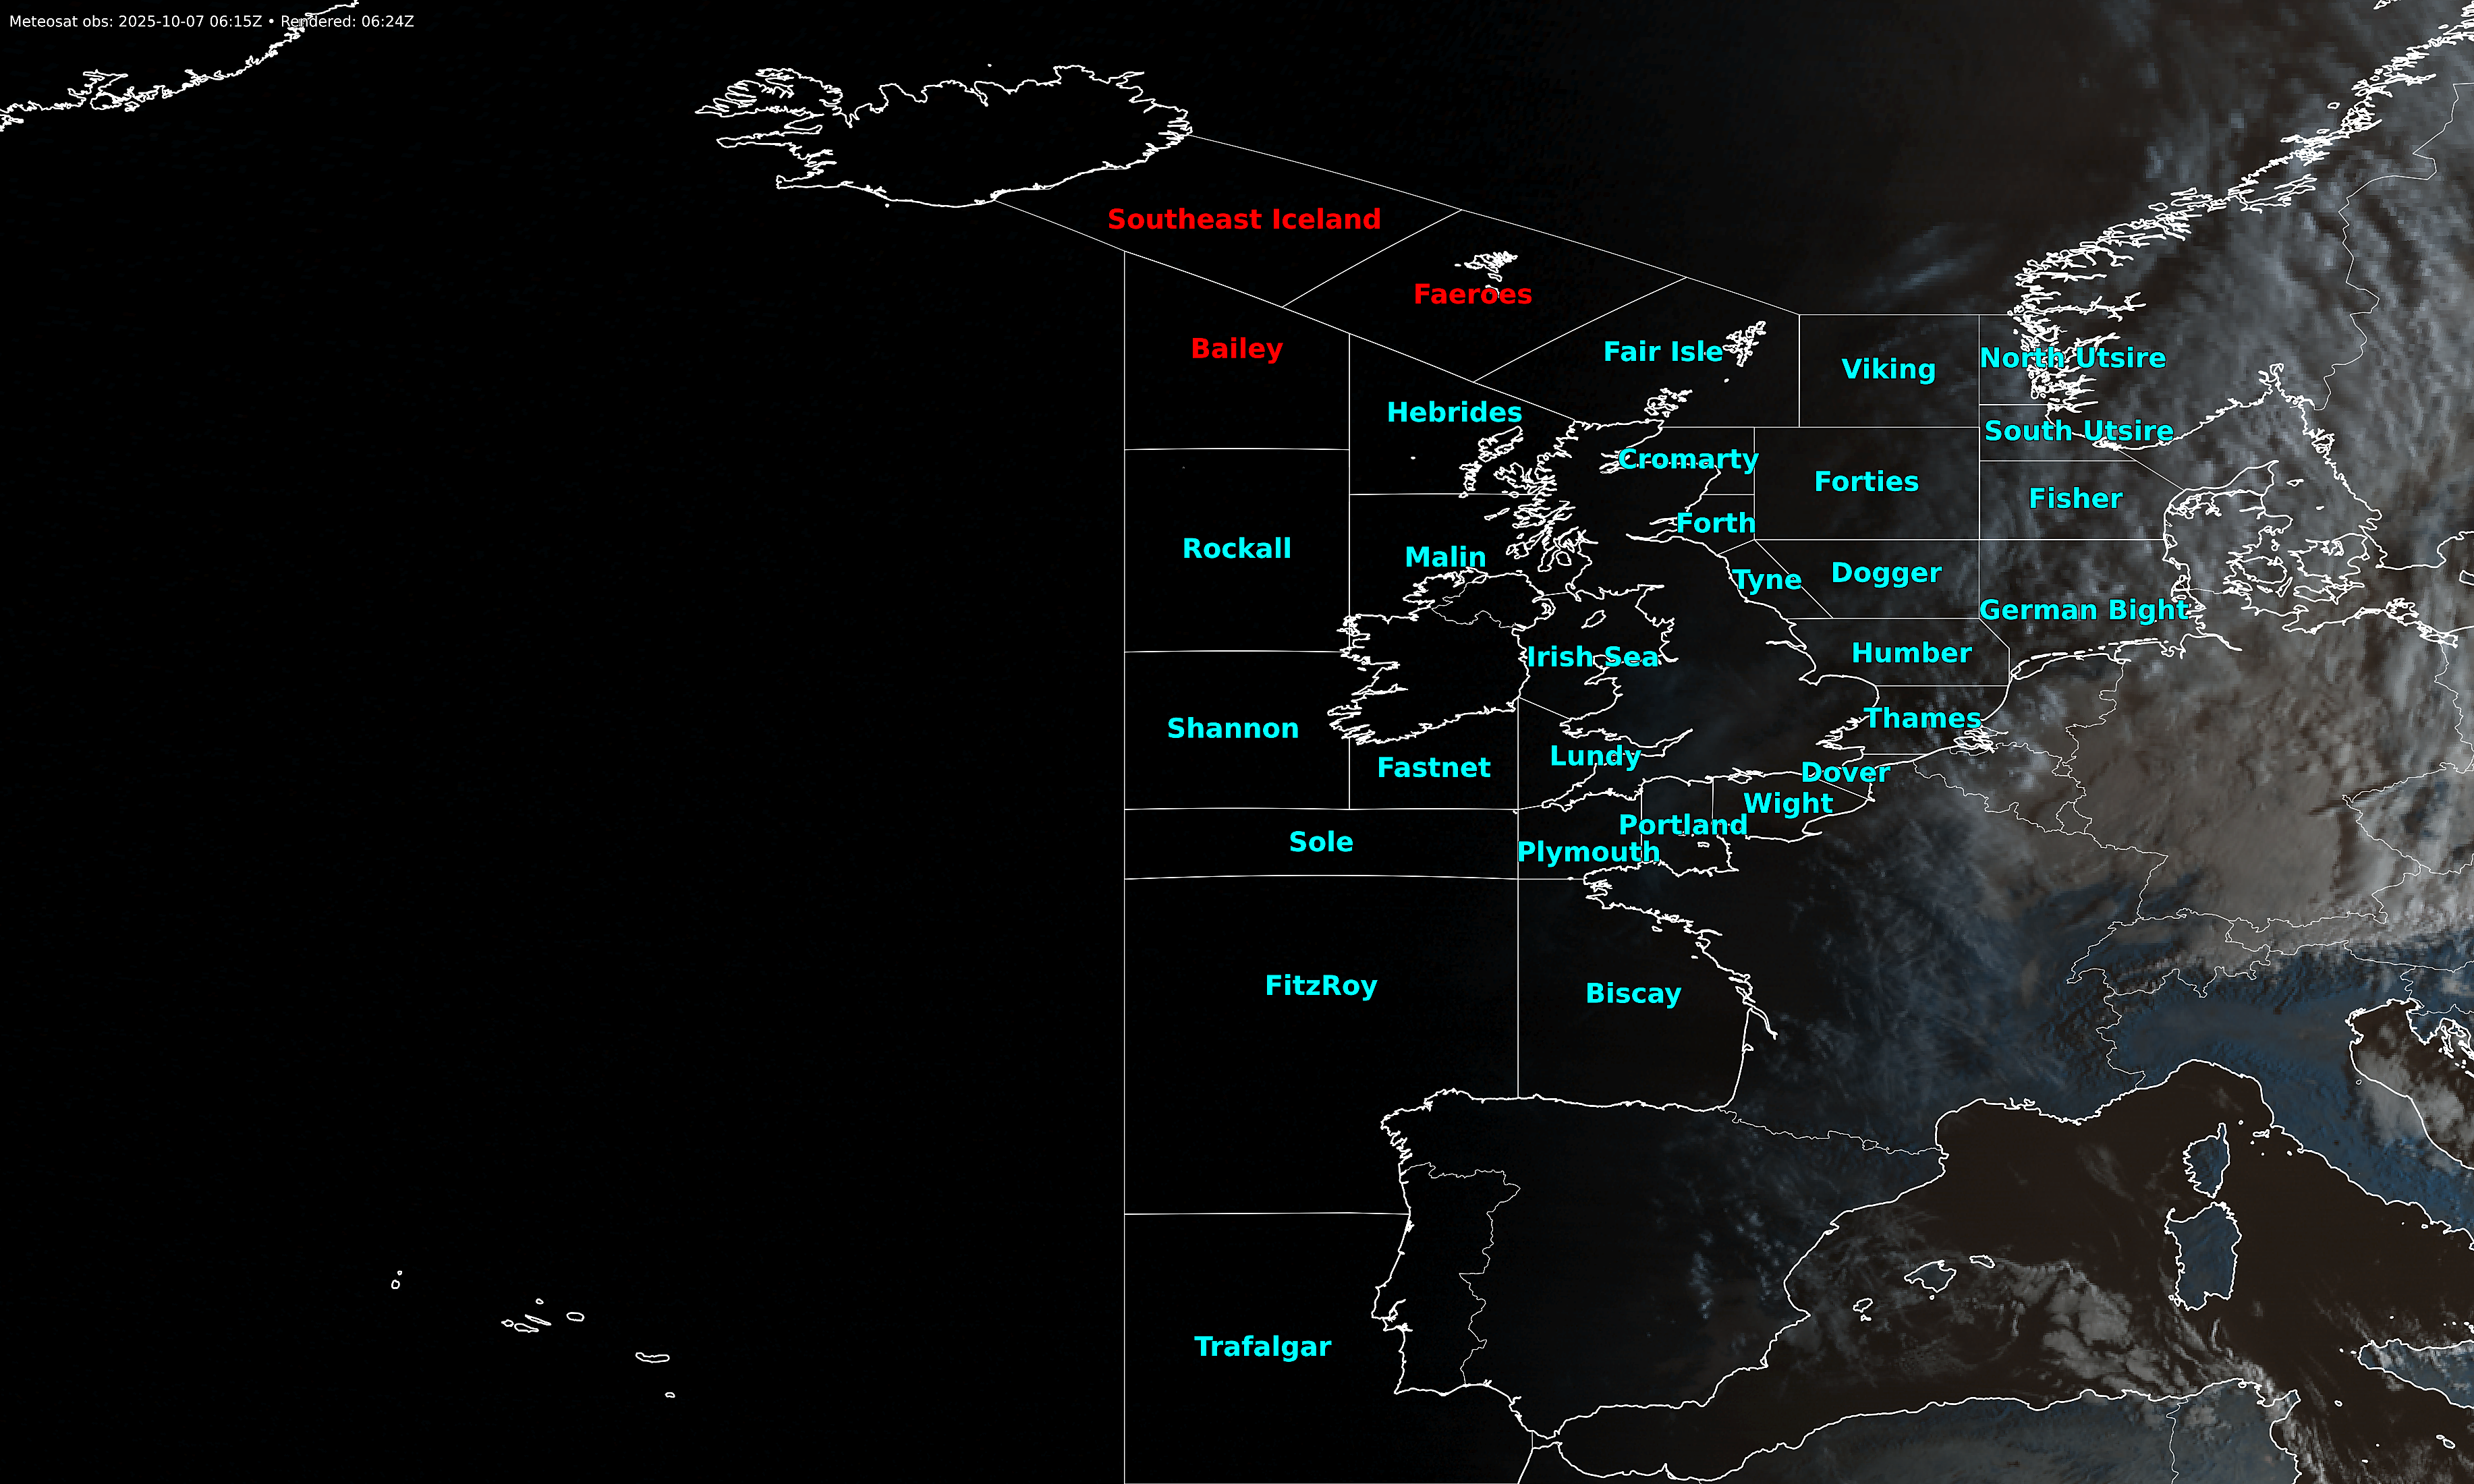 Meteosat obs: 2025-10-07 06:15Z • Rendered: 06:24Z
Southeast Iceland
Faeroes
Bailey
Fair Isle
North Utsire
Viking
Hebrides
South Utsire
Cromarty
Forties
Fisher
Forth
Rockall
Malin
Tyne
Dogger
German Bight
Irish Sea
Humber
Thames
Shannon
Lundy
Fastnet
Dover
Wight
Portland
Sole
Plymouth
FitzRoy
Biscay
Trafalgar